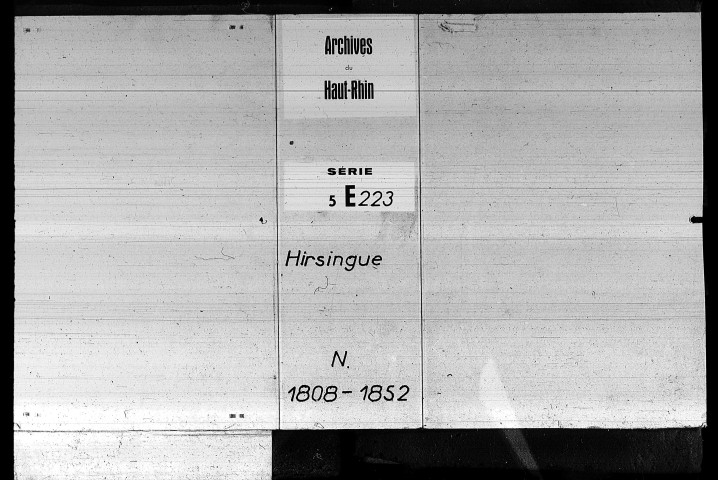 Archives
du
Haut-Rhin
SÉRIE
5 E 223
Hirsingue
N.
1808-1852